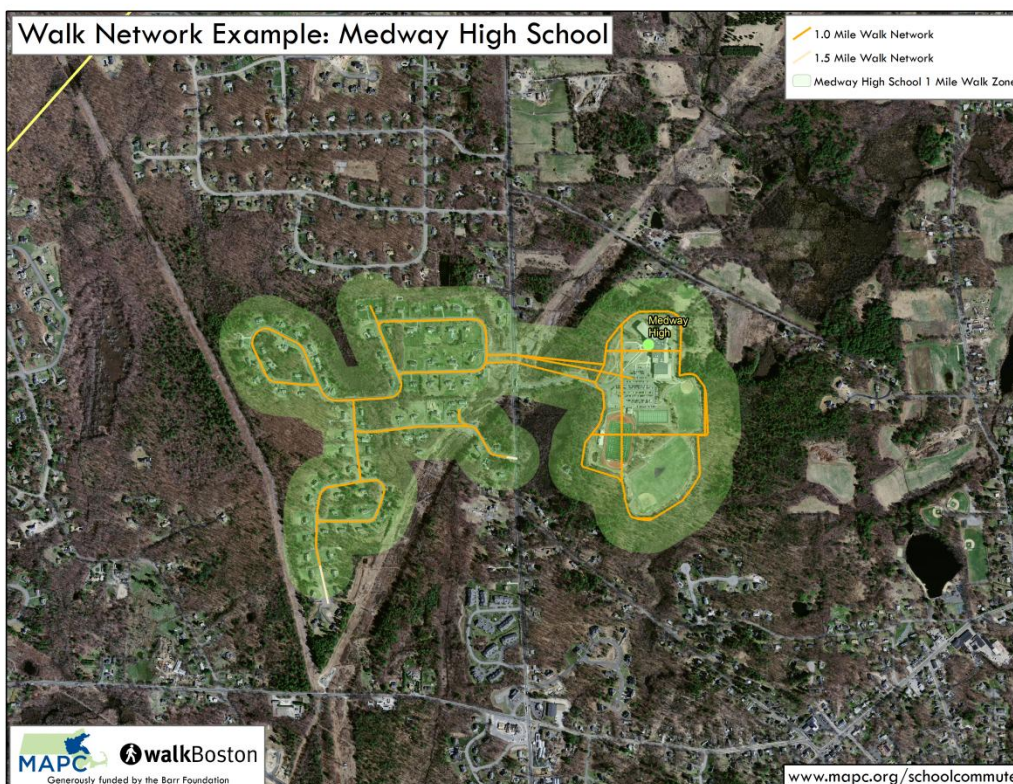 Walk Network Example: Medway High School
1.0 Mile Walk Network
1.5 Mile Walk Network
Medway High School 1 Mile Walk Zone
Medway
High
MAPC
walkBoston
Generously funded by the Barr Foundation
www.mapc.org/schoolcommute